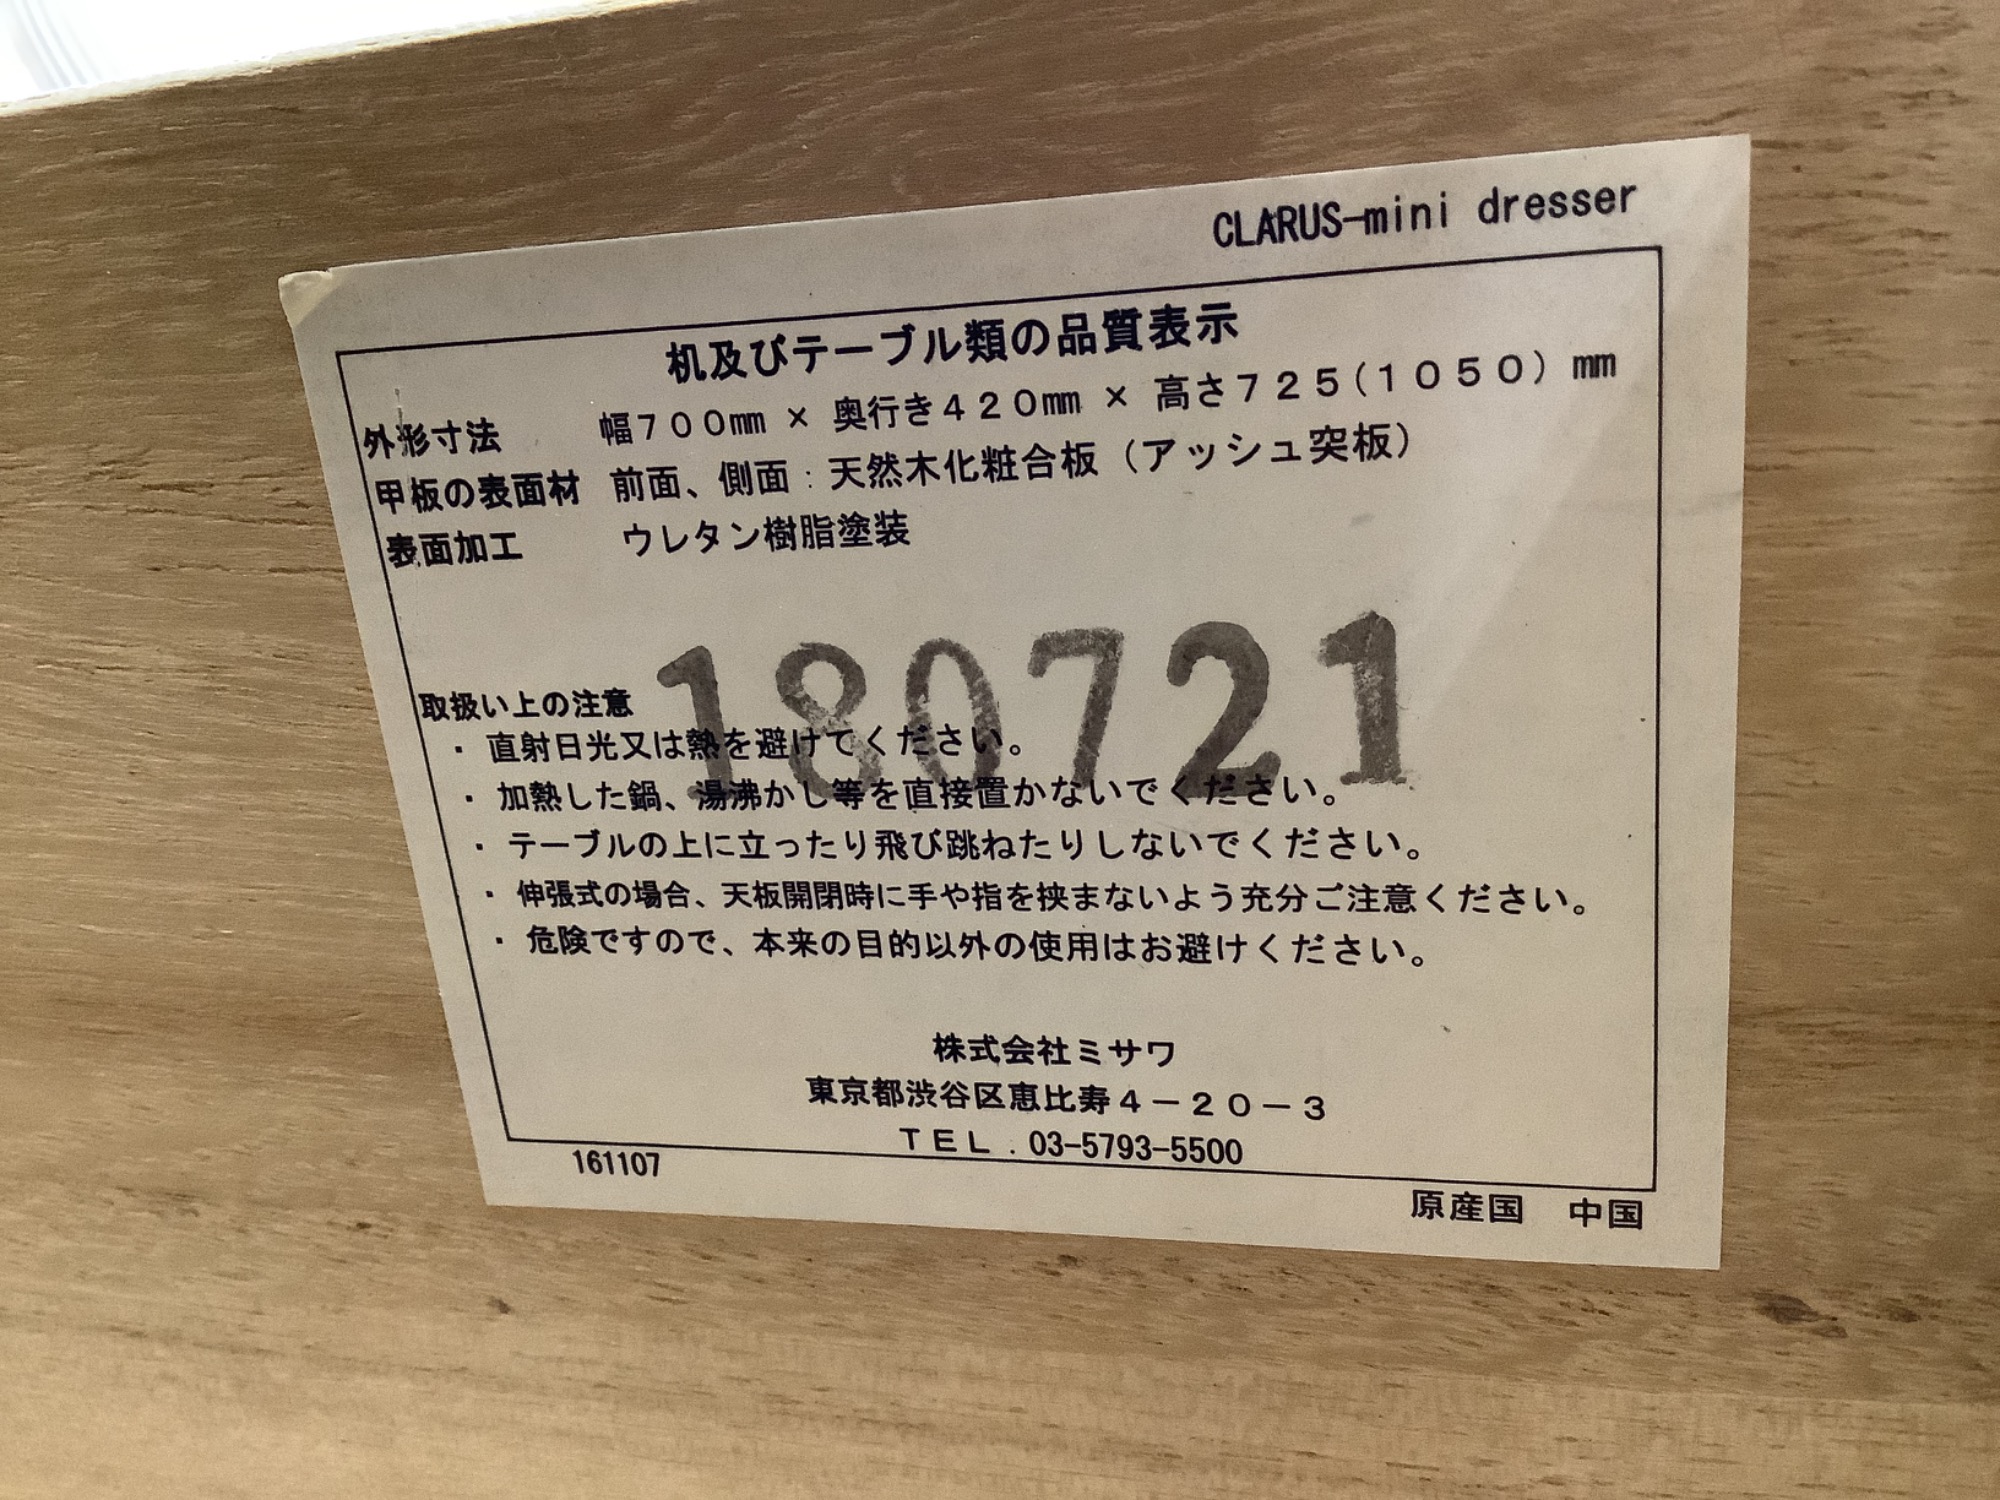 CLARUS-mini dresser
机及びテーブル類の品質表示
外形寸法 幅700mm × 奥行き420mm × 高さ725(1050)mm
甲板の表面材 前面、側面:天然木化粧合板(アッシュ突板)
表面加工 ウレタン樹脂塗装
180721
取扱い上の注意
・直射日光又は熱を避けてください。
・加熱した鍋、湯沸かし等を直接置かないでください。
・テーブルの上に立ったり飛び跳ねたりしないでください。
・伸張式の場合、天板開閉時に手や指を挟まないよう充分ご注意ください。
・危険ですので、本来の目的以外の使用はお避けください。
株式会社ミサワ
東京都渋谷区恵比寿4-20-3
TEL.03-5793-5500
161107
原産国 中国